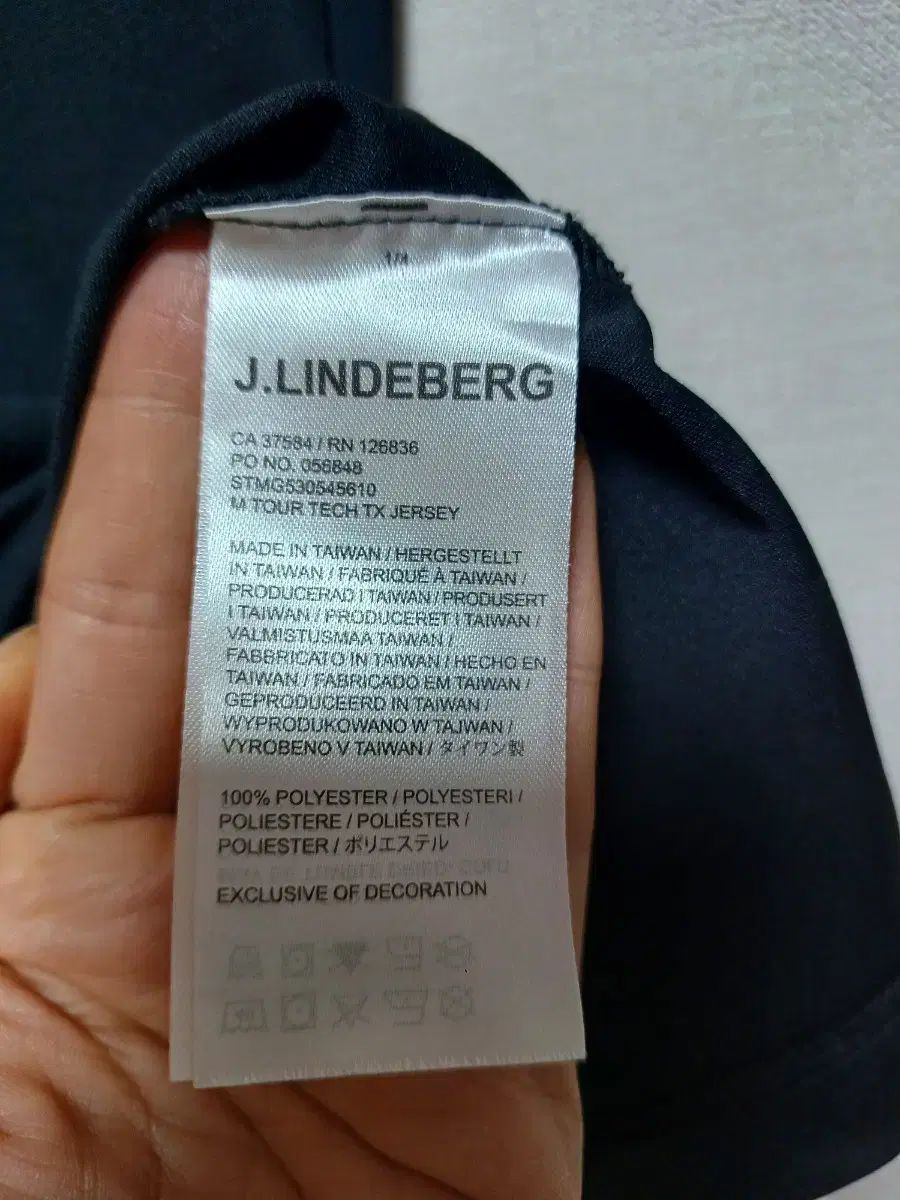 J.LINDEBERG
CA 37584 / RN 126836
PO NO. 056848
STMG530545610
M TOUR TECH TX JERSEY
MADE IN TAIWAN / HERGESTELLT
IN TAIWAN / FABRIQUÉ À TAIWAN /
PRODUCERAD I TAIWAN / PRODUSERT
I TAIWAN / PRODUCERET I TAIWAN /
VALMISTUSMAA TAIWAN /
FABBRICATO IN TAIWAN / HECHO EN
TAIWAN / FABRICADO EM TAIWAN /
GEPRODUCEERD IN TAIWAN /
WYPRODUKOWANO W TAJWAN /
VYROBENO V TAIWAN / タイワン製
100% POLYESTER / POLYESTERI /
POLIESTERE / POLIÉSTER /
POLIESTER / ポリエステル
EXCLUSIVE OF DECORATION